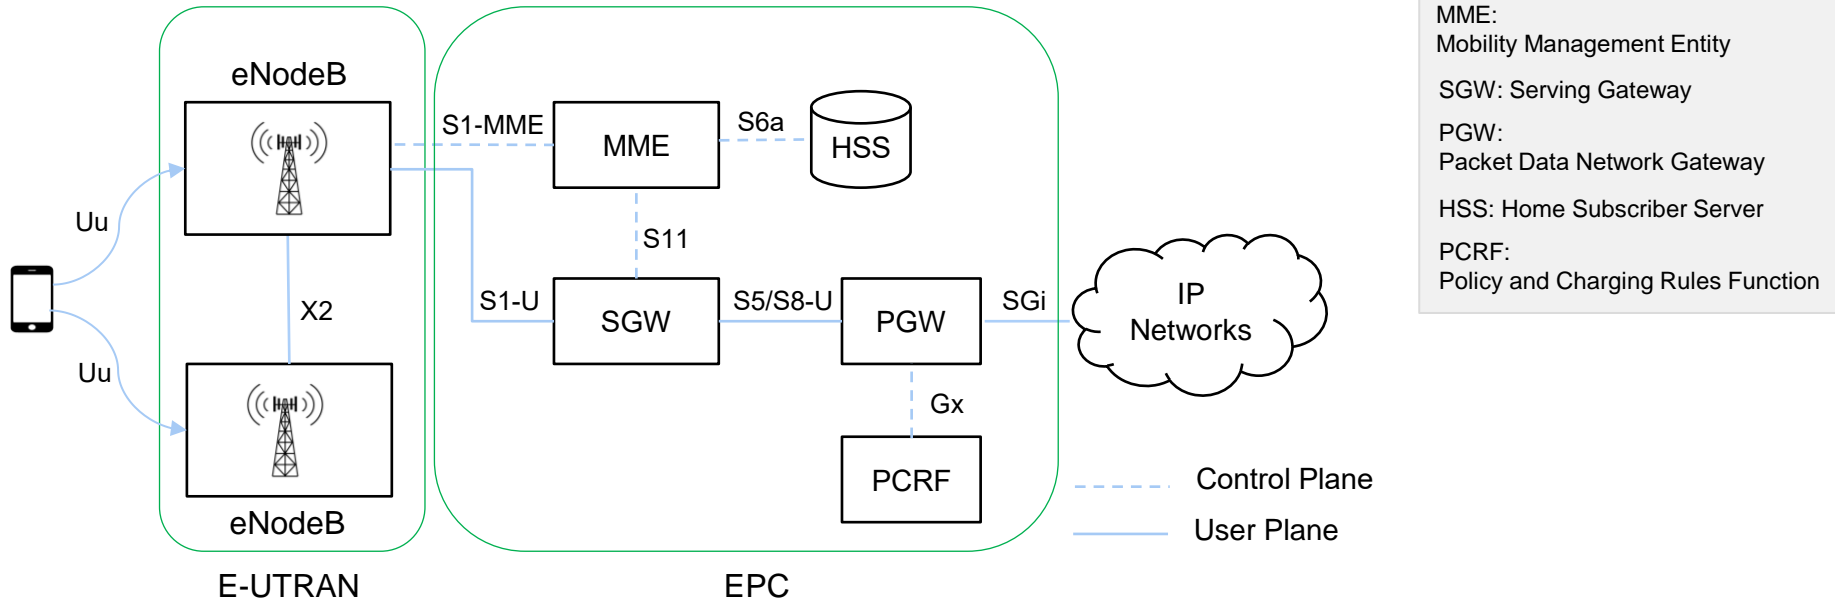 eNodeB
Uu
X2
Uu
eNodeB
E-UTRAN
S1-MME
MME
S6a
HSS
S11
S1-U
SGW
S5/S8-U
PGW
SGi
IP
Networks
Gx
PCRF
EPC
Control Plane
User Plane
MME:
Mobility Management Entity
SGW: Serving Gateway
PGW:
Packet Data Network Gateway
HSS: Home Subscriber Server
PCRF:
Policy and Charging Rules Function